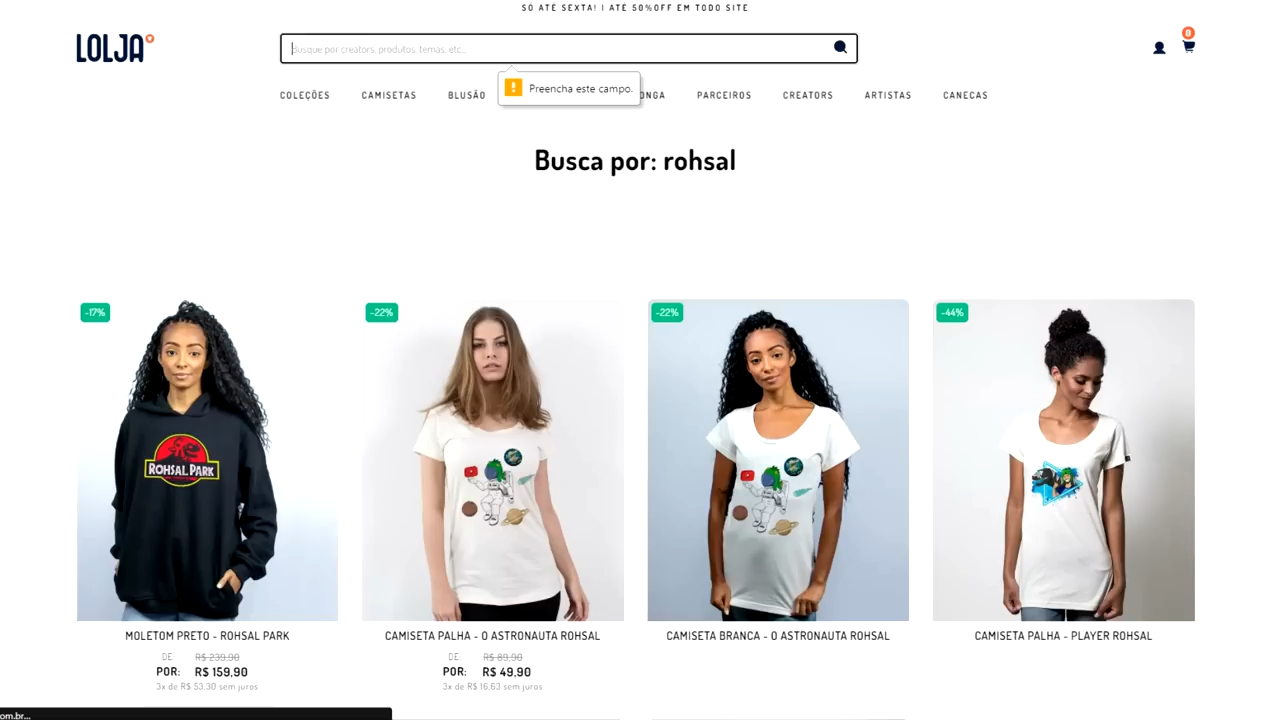 SÓ ATÉ SEXTA! | ATÉ 50%OFF EM TODO SITE
LOLJA
Busque por creators, produtos, temas, etc...
0
Preencha este campo.
COLEÇÕES CAMISETAS BLUSÃO ONGA PARCEIROS CREATORS ARTISTAS CANECAS
Busca por: rohsal
-17% -22% -22% -44%
ROHSAL PARK
MOLETOM PRETO - ROHSAL PARK
DE: R$ 239,90
POR: R$ 159,90
3x de R$ 53,30 sem juros
CAMISETA PALHA - O ASTRONAUTA ROHSAL
DE: R$ 89,90
POR: R$ 49,90
3x de R$ 16,63 sem juros
CAMISETA BRANCA - O ASTRONAUTA ROHSAL
CAMISETA PALHA - PLAYER ROHSAL
om.br...